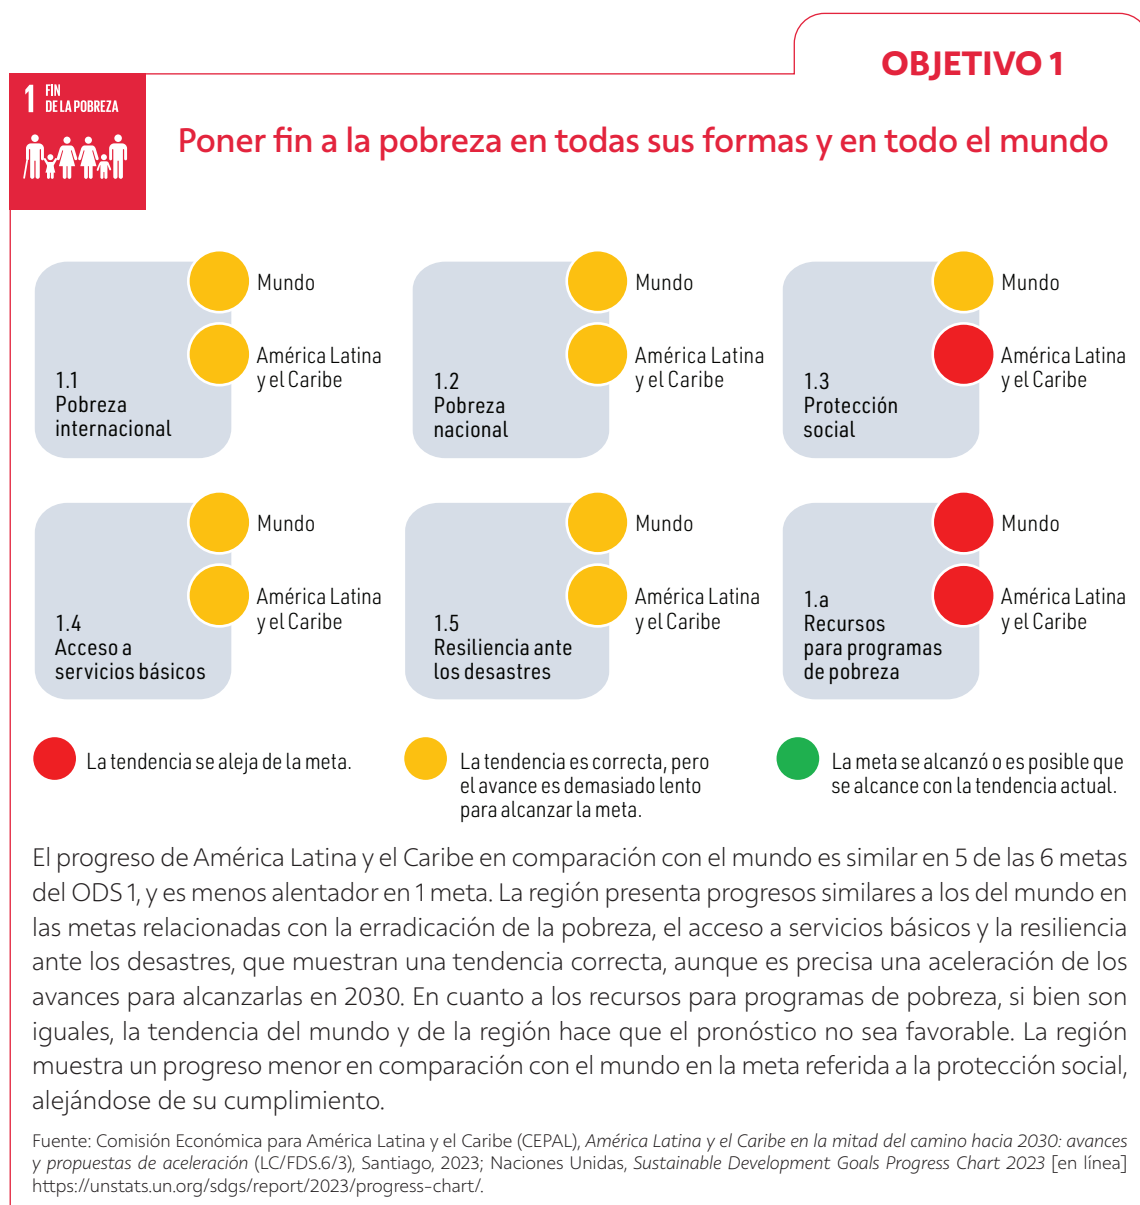 OBJETIVO 1
1 FIN
DE LA POBREZA
Poner fin a la pobreza en todas sus formas y en todo el mundo
Mundo
América Latina
y el Caribe
1.1
Pobreza
internacional
Mundo
América Latina
y el Caribe
1.2
Pobreza
nacional
Mundo
América Latina
y el Caribe
1.3
Protección
social
Mundo
América Latina
y el Caribe
1.4
Acceso a
servicios básicos
Mundo
América Latina
y el Caribe
1.5
Resiliencia ante
los desastres
Mundo
América Latina
y el Caribe
1.a
Recursos
para programas
de pobreza
La tendencia se aleja de la meta.
La tendencia es correcta, pero
el avance es demasiado lento
para alcanzar la meta.
La meta se alcanzó o es posible que
se alcance con la tendencia actual.
El progreso de América Latina y el Caribe en comparación con el mundo es similar en 5 de las 6 metas
del ODS 1, y es menos alentador en 1 meta. La región presenta progresos similares a los del mundo en
las metas relacionadas con la erradicación de la pobreza, el acceso a servicios básicos y la resiliencia
ante los desastres, que muestran una tendencia correcta, aunque es precisa una aceleración de los
avances para alcanzarlas en 2030. En cuanto a los recursos para programas de pobreza, si bien son
iguales, la tendencia del mundo y de la región hace que el pronóstico no sea favorable. La región
muestra un progreso menor en comparación con el mundo en la meta referida a la protección social,
alejándose de su cumplimiento.
Fuente: Comisión Económica para América Latina y el Caribe (CEPAL), América Latina y el Caribe en la mitad del camino hacia 2030: avances
y propuestas de aceleración (LC/FDS.6/3), Santiago, 2023; Naciones Unidas, Sustainable Development Goals Progress Chart 2023 [en línea]
https://unstats.un.org/sdgs/report/2023/progress-chart/.